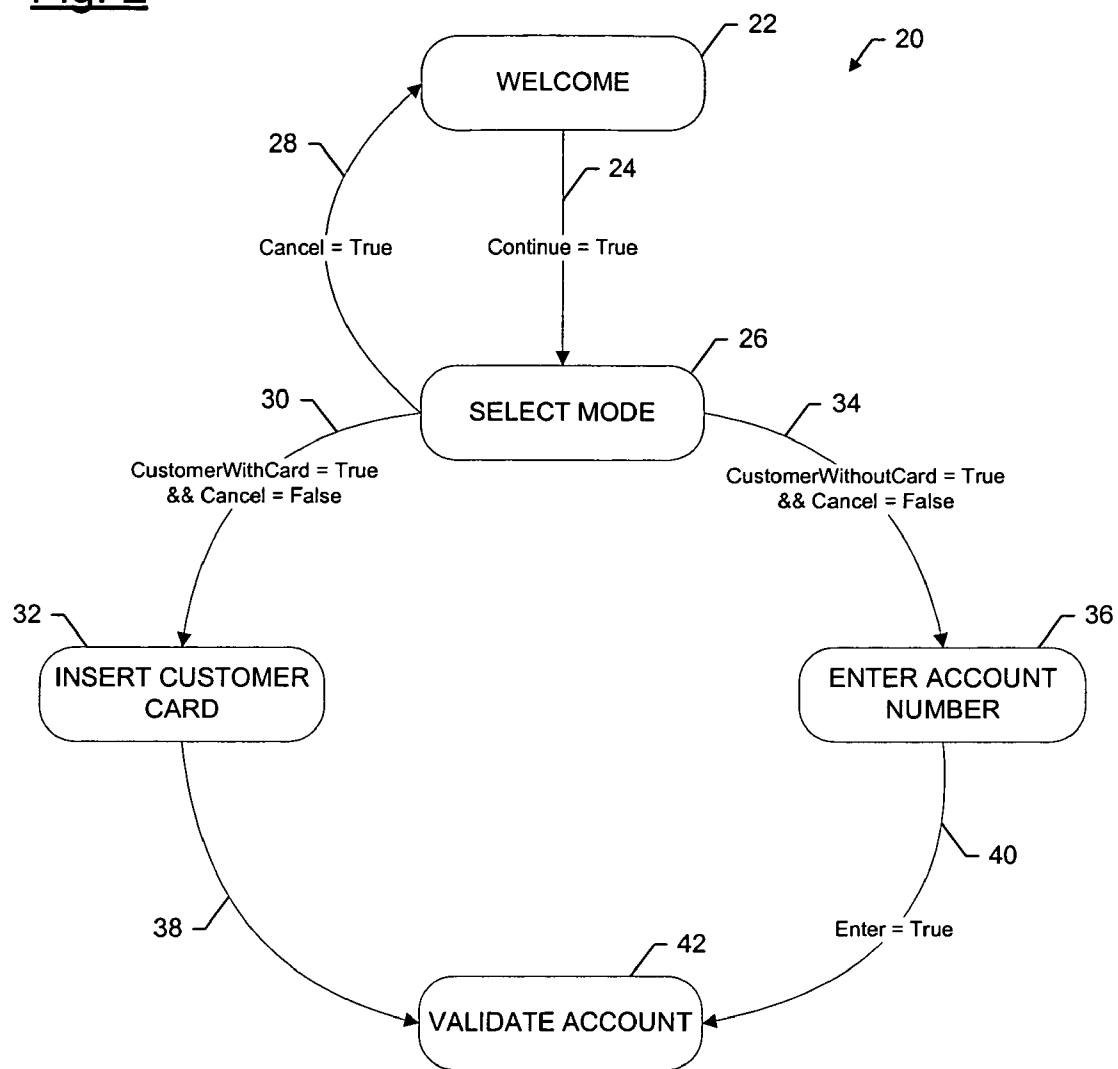 Fig. 2
22
20
WELCOME
28
24
Cancel = True
Continue = True
26
SELECT MODE
30
34
CustomerWithCard = True
&& Cancel = False
CustomerWithoutCard = True
&& Cancel = False
32
36
INSERT CUSTOMER
CARD
ENTER ACCOUNT
NUMBER
40
38
Enter = True
42
VALIDATE ACCOUNT